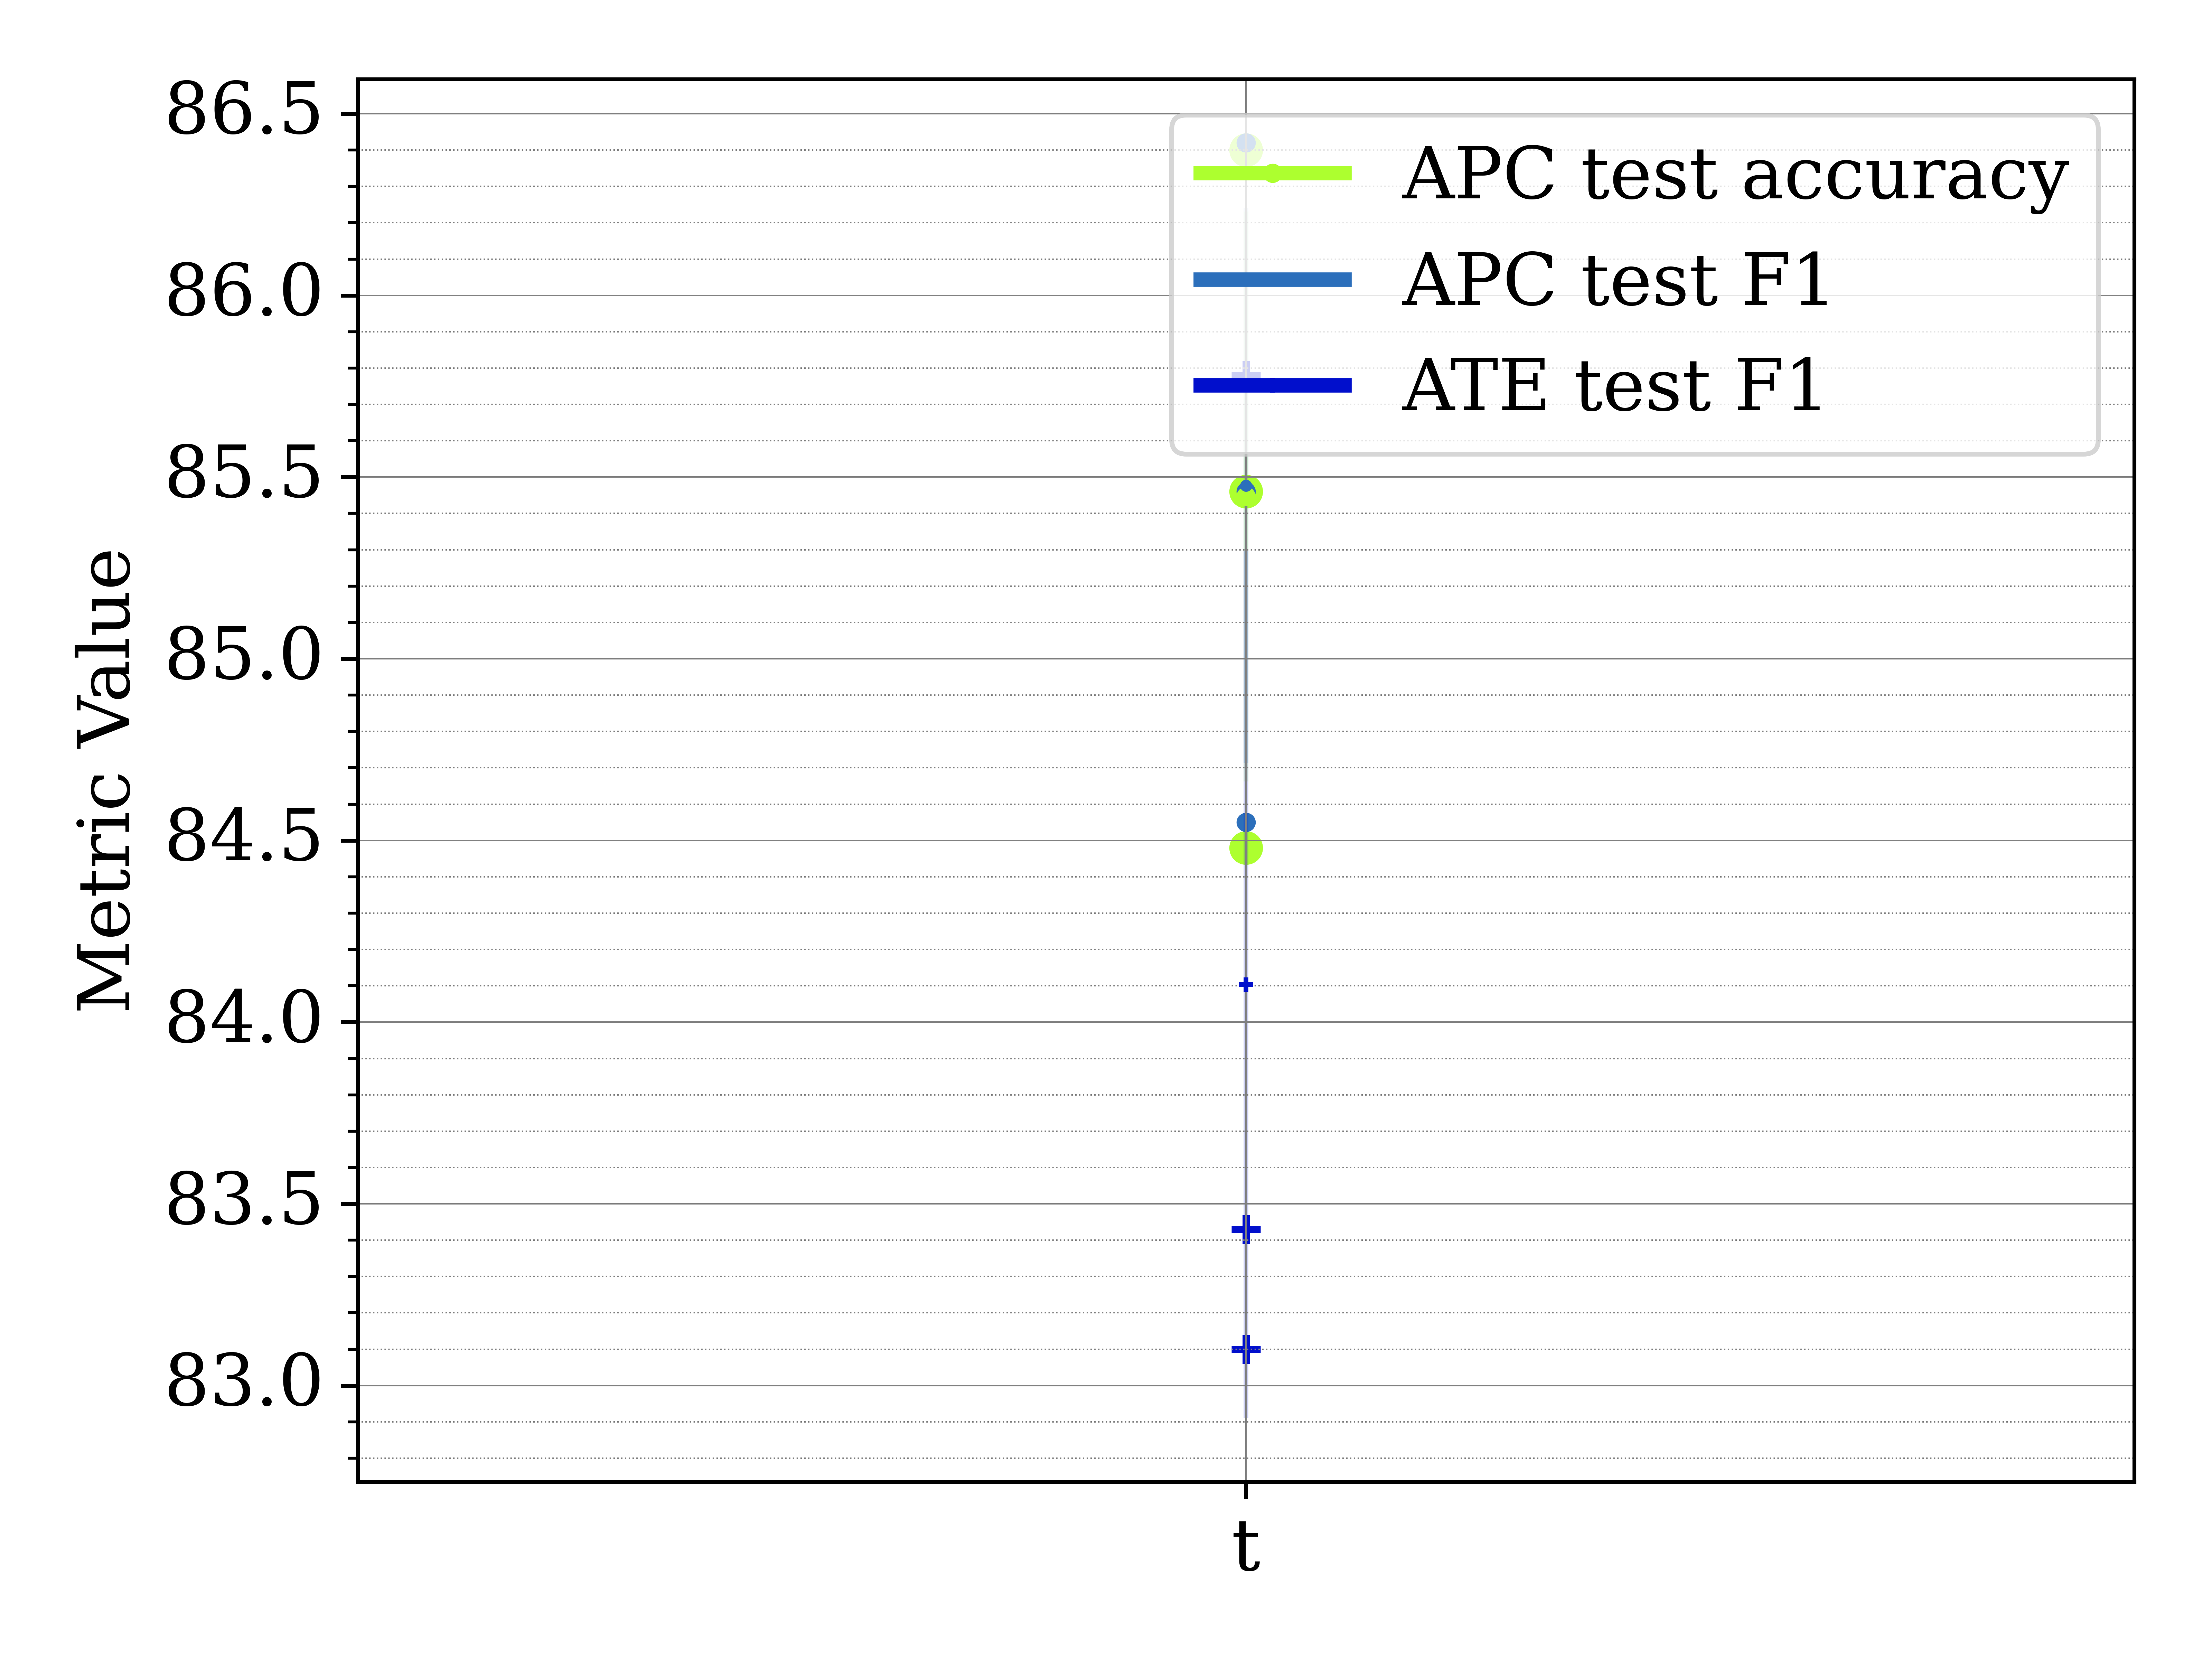 86.5
86.0
85.5
85.0
84.5
84.0
83.5
83.0
Metric Value
t
APC test accuracy
APC test F1
ATE test F1